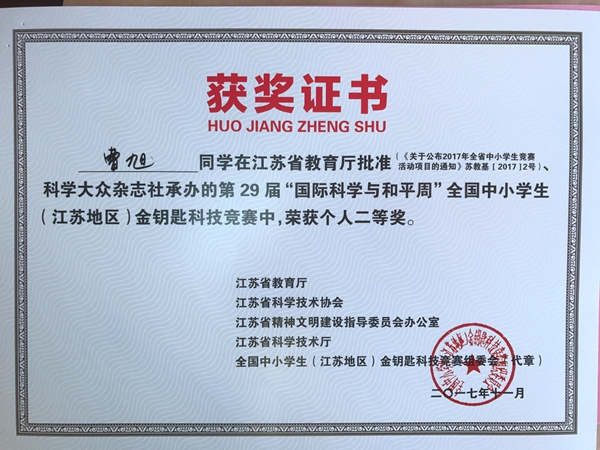 获奖证书
HUO JIANG ZHENG SHU
曹旭 同学在江苏省教育厅批准(《关于公布2017年全省中小学生竞赛活动项目的通知》苏教基[2017]2号)、
科学大众杂志社承办的第29届“国际科学与和平周”全国中小学生
(江苏地区)金钥匙科技竞赛中,荣获个人二等奖。
江苏省教育厅
江苏省科学技术协会
江苏省精神文明建设指导委员会办公室
江苏省科学技术厅
全国中小学生(江苏地区)金钥匙科技竞赛组委会(代章)
二〇一七年十一月